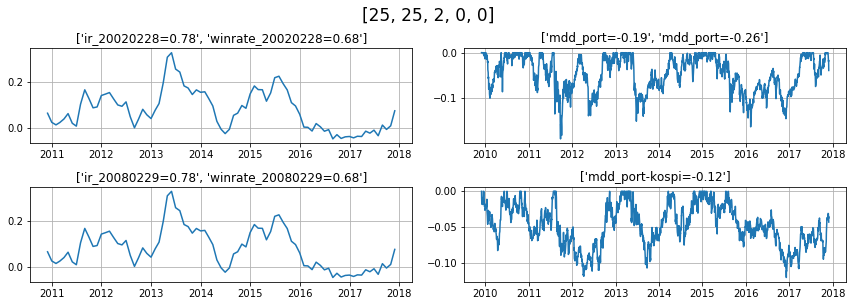 [25, 25, 2, 0, 0]
['ir_20020228=0.78', 'winrate_20020228=0.68']
0.2
0.0
2011 2012 2013 2014 2015 2016 2017 2018
['mdd_port=-0.19', 'mdd_port=-0.26']
0.0
−0.1
2010 2011 2012 2013 2014 2015 2016 2017 2018
['ir_20080229=0.78', 'winrate_20080229=0.68']
0.2
0.0
2011 2012 2013 2014 2015 2016 2017 2018
['mdd_port-kospi=-0.12']
0.00
−0.05
−0.10
2010 2011 2012 2013 2014 2015 2016 2017 2018